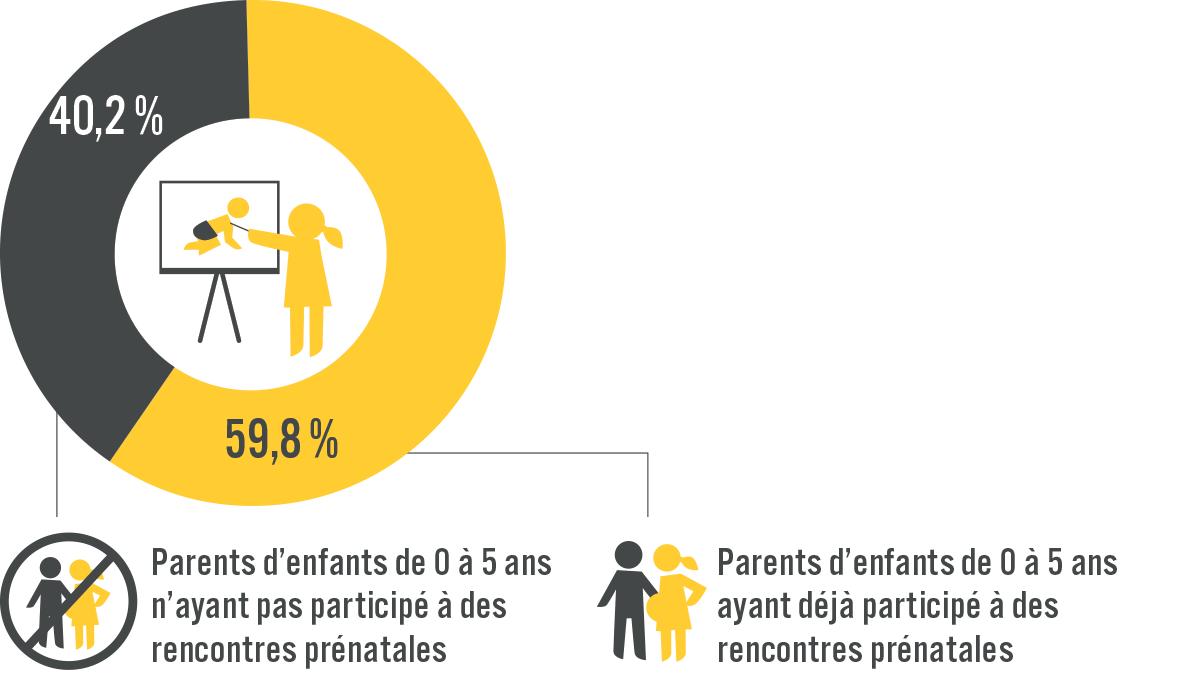 40,2 %
59,8 %
Parents d’enfants de 0 à 5 ans
n’ayant pas participé à des
rencontres prénatales
Parents d’enfants de 0 à 5 ans
ayant déjà participé à des
rencontres prénatales